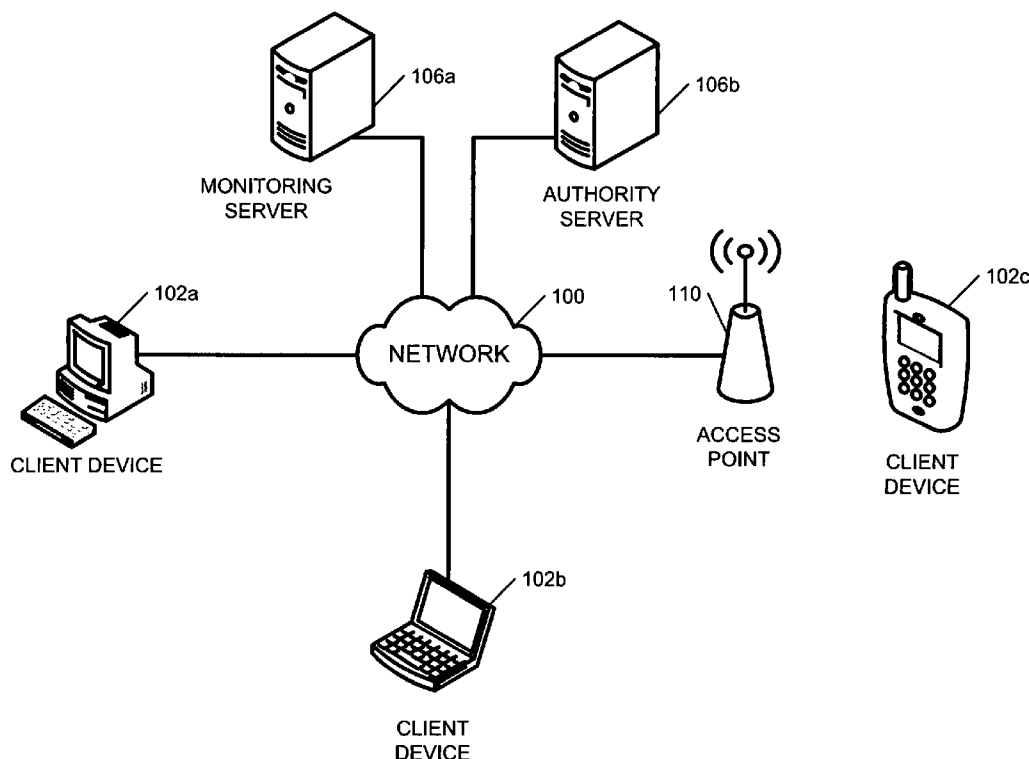 106a
106b
MONITORING
SERVER
AUTHORITY
SERVER
102a
100
110
102c
NETWORK
CLIENT DEVICE
ACCESS
POINT
CLIENT
DEVICE
102b
CLIENT
DEVICE